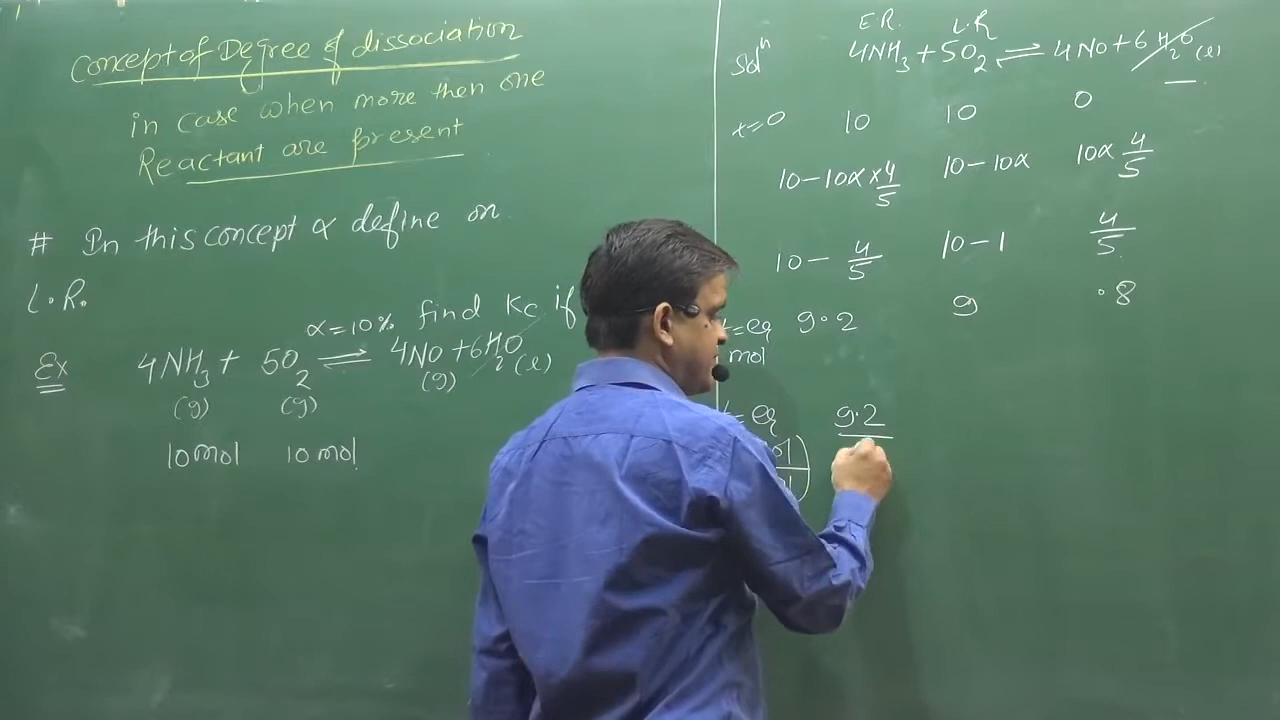 Concept of Degree of dissociation
in case when more then one
Reactant are present
# In this concept α define on
L.R.
α=10% find Kc if
Ex 4NH3 + 5O2 ⇌ 4NO + 6H2O(l)
(g) (g) (g)
10 mol 10 mol
E.R. L.R
Solⁿ 4NH3 + 5O2 ⇌ 4NO + 6H2O(l)
t=0 10 10 0
10-10α×4/5 10-10α 10α 4/5
10-4/5 10-1 4/5
t=eq 9.2 9 .8
mol
t=eq 9.2